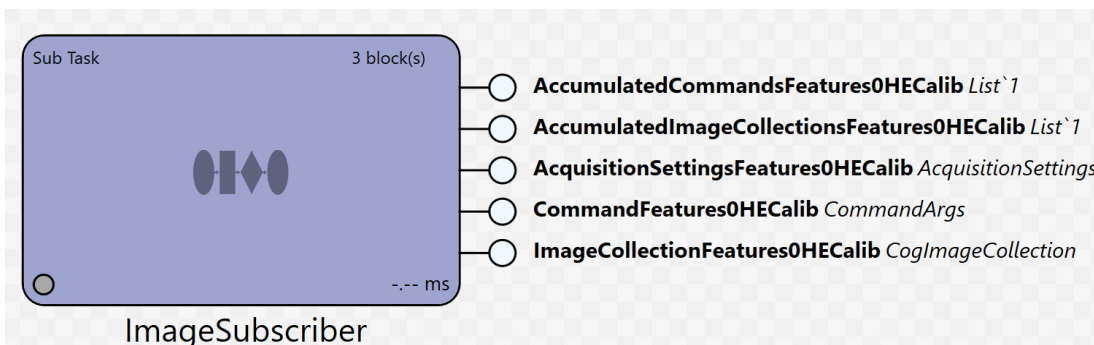 Sub Task 3 block(s)
AccumulatedCommandsFeatures0HECalib List`1
AccumulatedImageCollectionsFeatures0HECalib List`1
AcquisitionSettingsFeatures0HECalib AcquisitionSettings
CommandFeatures0HECalib CommandArgs
ImageCollectionFeatures0HECalib CogImageCollection
-.-- ms
ImageSubscriber